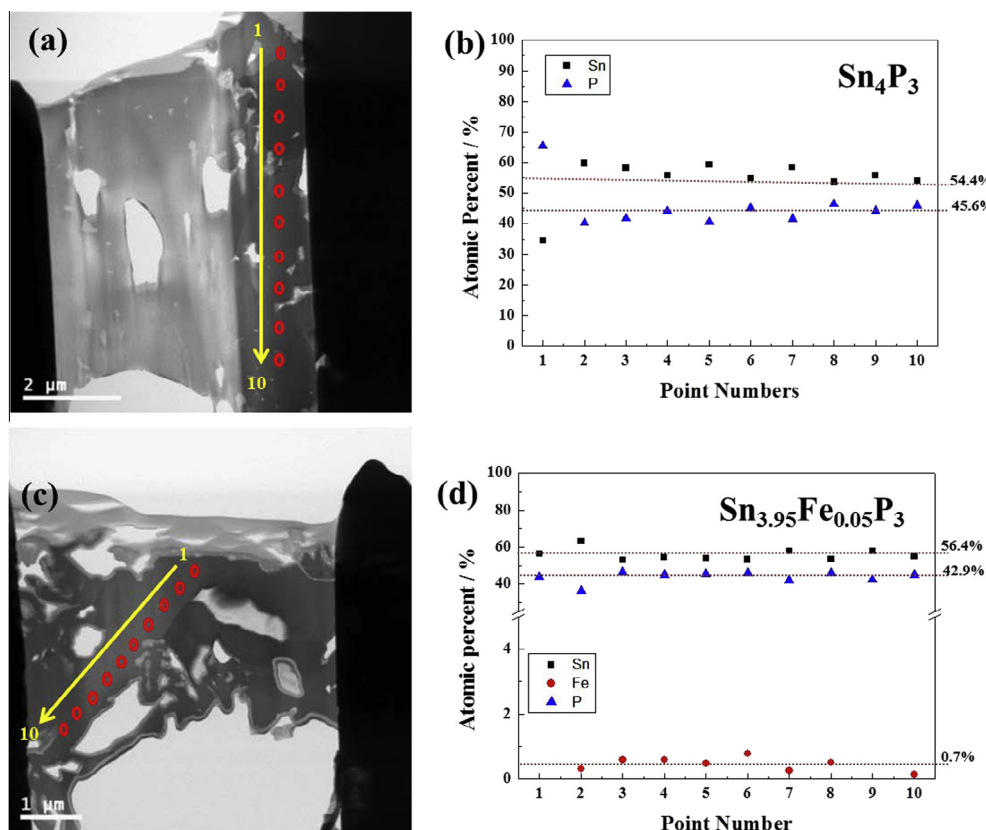 (a)
1
10
2 μm
(b)
Sn
P
Sn4P3
100
90
80
70
60
50
40
30
20
10
0
54.4%
45.6%
Atomic Percent / %
1 2 3 4 5 6 7 8 9 10
Point Numbers
(c)
1
10
1 μm
(d)
Sn3.95Fe0.05P3
100
80
60
40
4
2
0
56.4%
42.9%
0.7%
Sn
Fe
P
Atomic percent / %
1 2 3 4 5 6 7 8 9 10
Point Number